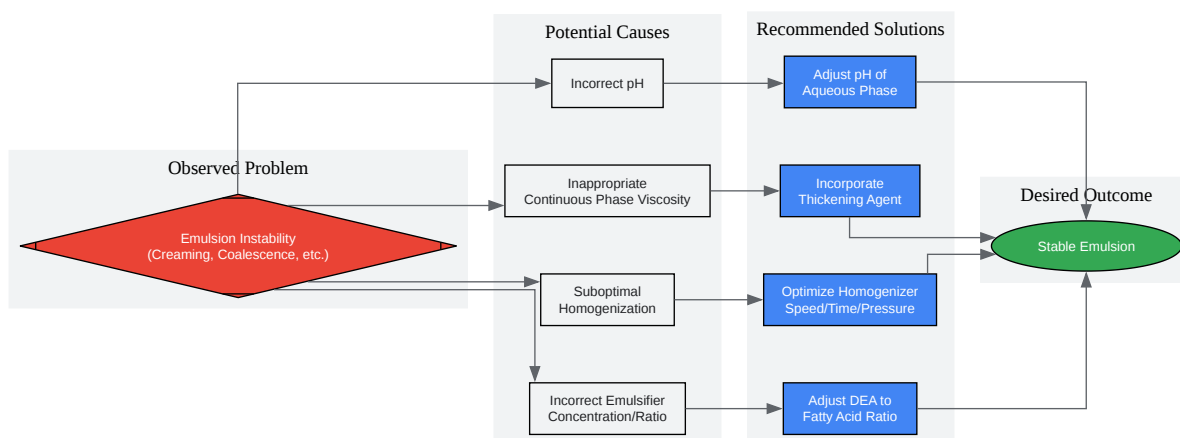 Potential Causes
Recommended Solutions
Incorrect pH
Adjust pH of
Aqueous Phase
Observed Problem
Inappropriate
Continuous Phase Viscosity
Incorporate
Thickening Agent
Desired Outcome
Emulsion Instability
(Creaming, Coalescence, etc.)
Stable Emulsion
Suboptimal
Homogenization
Optimize Homogenizer
Speed/Time/Pressure
Incorrect Emulsifier
Concentration/Ratio
Adjust DEA to
Fatty Acid Ratio